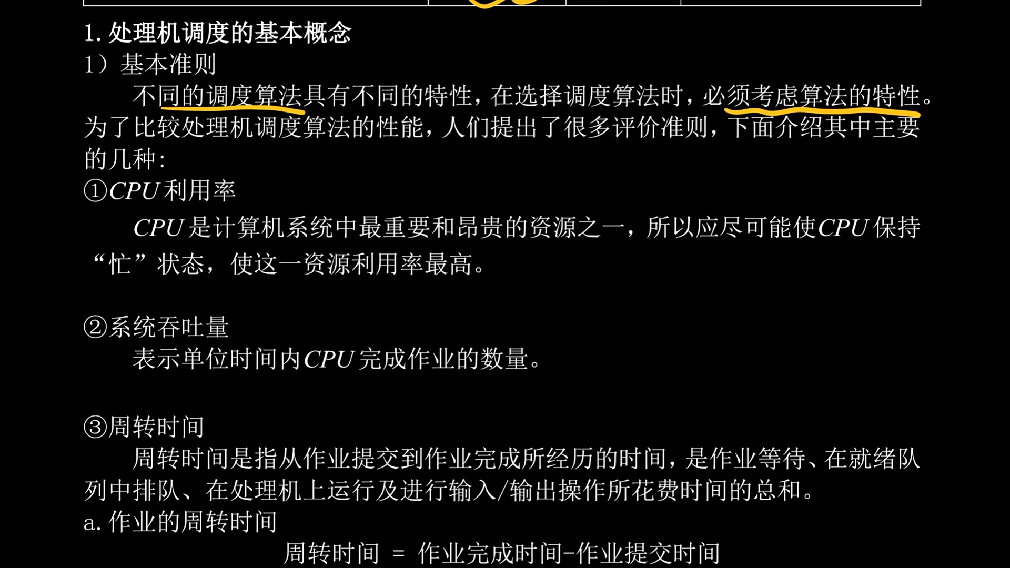 1. 处理机调度的基本概念
1）基本准则
不同的调度算法具有不同的特性，在选择调度算法时，必须考虑算法的特性。
为了比较处理机调度算法的性能，人们提出了很多评价准则，下面介绍其中主要
的几种：
①CPU利用率
CPU是计算机系统中最重要和昂贵的资源之一，所以应尽可能使CPU保持
“忙”状态，使这一资源利用率最高。
②系统吞吐量
表示单位时间内CPU完成作业的数量。
③周转时间
周转时间是指从作业提交到作业完成所经历的时间，是作业等待、在就绪队
列中排队、在处理机上运行及进行输入/输出操作所花费时间的总和。
a. 作业的周转时间
周转时间 = 作业完成时间-作业提交时间